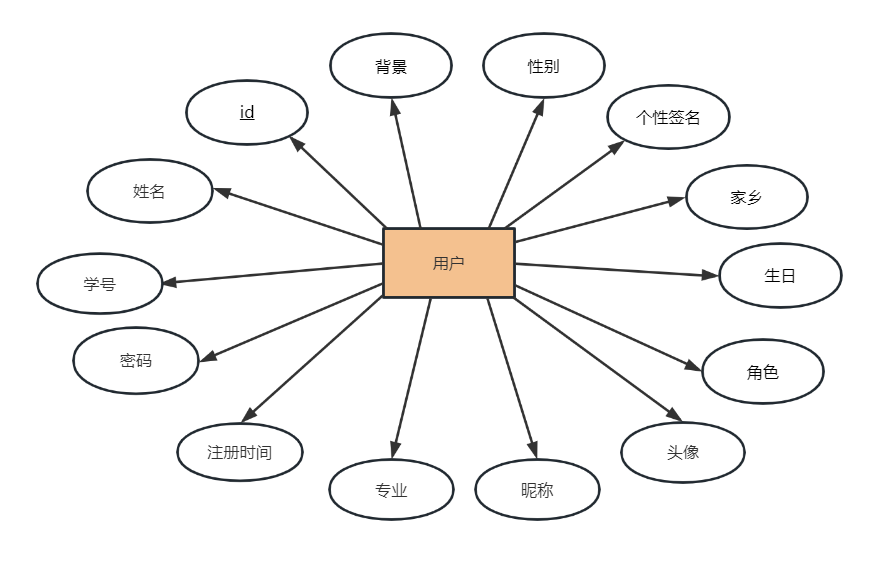 背景
性别
id
个性签名
姓名
家乡
用户
生日
学号
密码
角色
注册时间
头像
专业
昵称